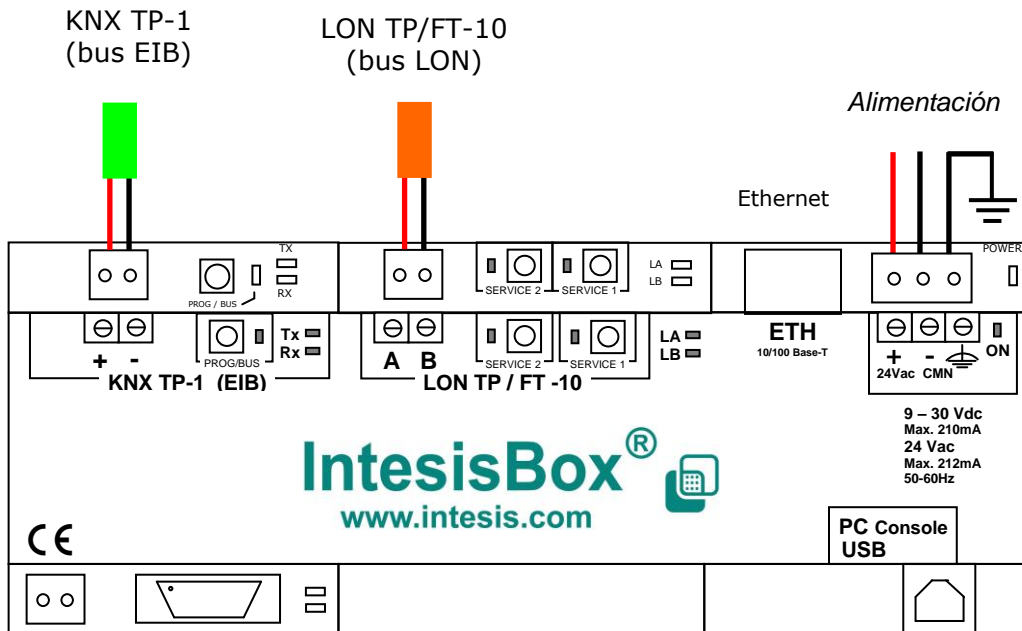 KNX TP-1
(bus EIB)
LON TP/FT-10
(bus LON)
Alimentación
Ethernet
TX
RX
PROG / BUS
SERVICE 2
SERVICE 1
LA
LB
POWER
+ -
PROG/BUS
Tx
Rx
KNX TP-1 (EIB)
A B
SERVICE 2
SERVICE 1
LA
LB
LON TP / FT -10
ETH
10/100 Base-T
+ -
24Vac CMN
ON
9 – 30 Vdc
Max. 210mA
24 Vac
Max. 212mA
50-60Hz
IntesisBox®
www.intesis.com
CE
PC Console
USB